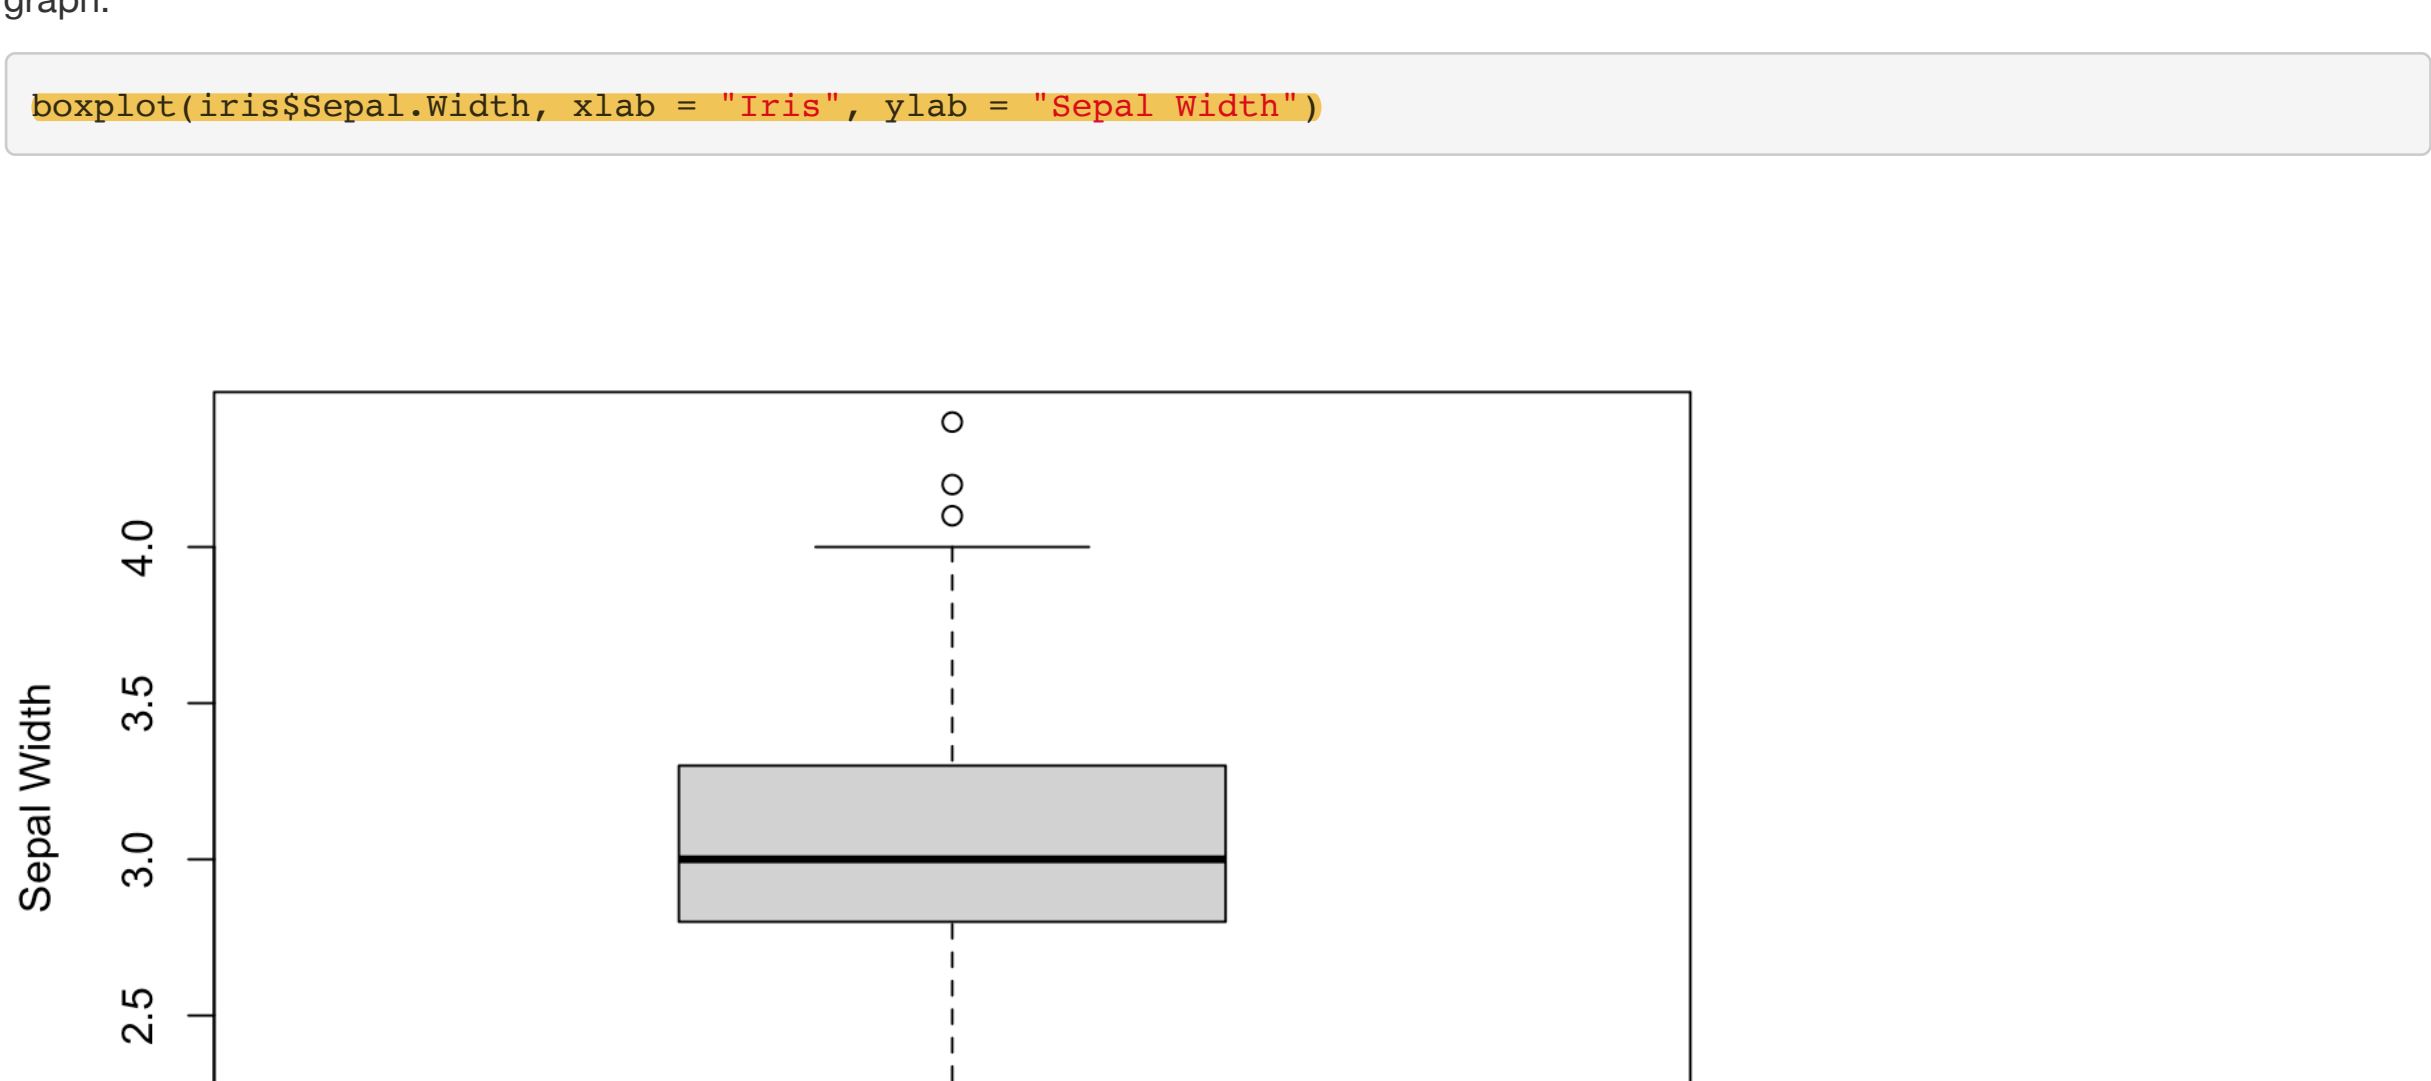 graph.
boxplot(iris$Sepal.Width, xlab = "Iris", ylab = "Sepal Width")
4.0
3.5
3.0
2.5
Sepal Width